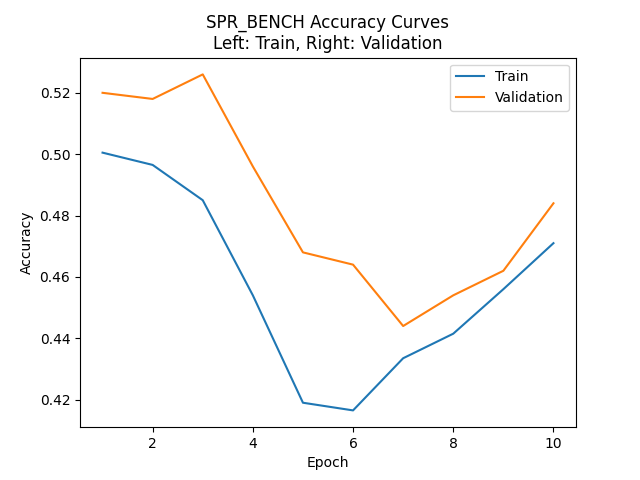 SPR_BENCH Accuracy Curves
Left: Train, Right: Validation
Train
Validation
0.52
0.50
0.48
0.46
0.44
0.42
Accuracy
2
4
6
8
10
Epoch